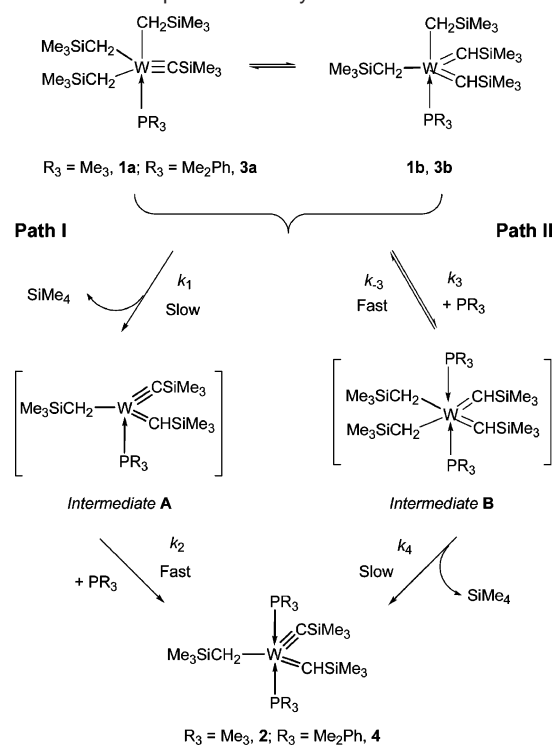 CH2SiMe3
Me3SiCH2
Me3SiCH2
W≡CSiMe3
PR3
CH2SiMe3
Me3SiCH2
W
CHSiMe3
CHSiMe3
PR3
R3 = Me3, 1a; R3 = Me2Ph, 3a
1b, 3b
Path I
Path II
SiMe4
k1
Slow
k-3
Fast
k3
+ PR3
CSiMe3
Me3SiCH2
W
CHSiMe3
PR3
PR3
Me3SiCH2
CHSiMe3
W
Me3SiCH2
CHSiMe3
PR3
Intermediate A
Intermediate B
+ PR3
k2
Fast
k4
Slow
SiMe4
PR3
CSiMe3
Me3SiCH2
W
CHSiMe3
PR3
R3 = Me3, 2; R3 = Me2Ph, 4